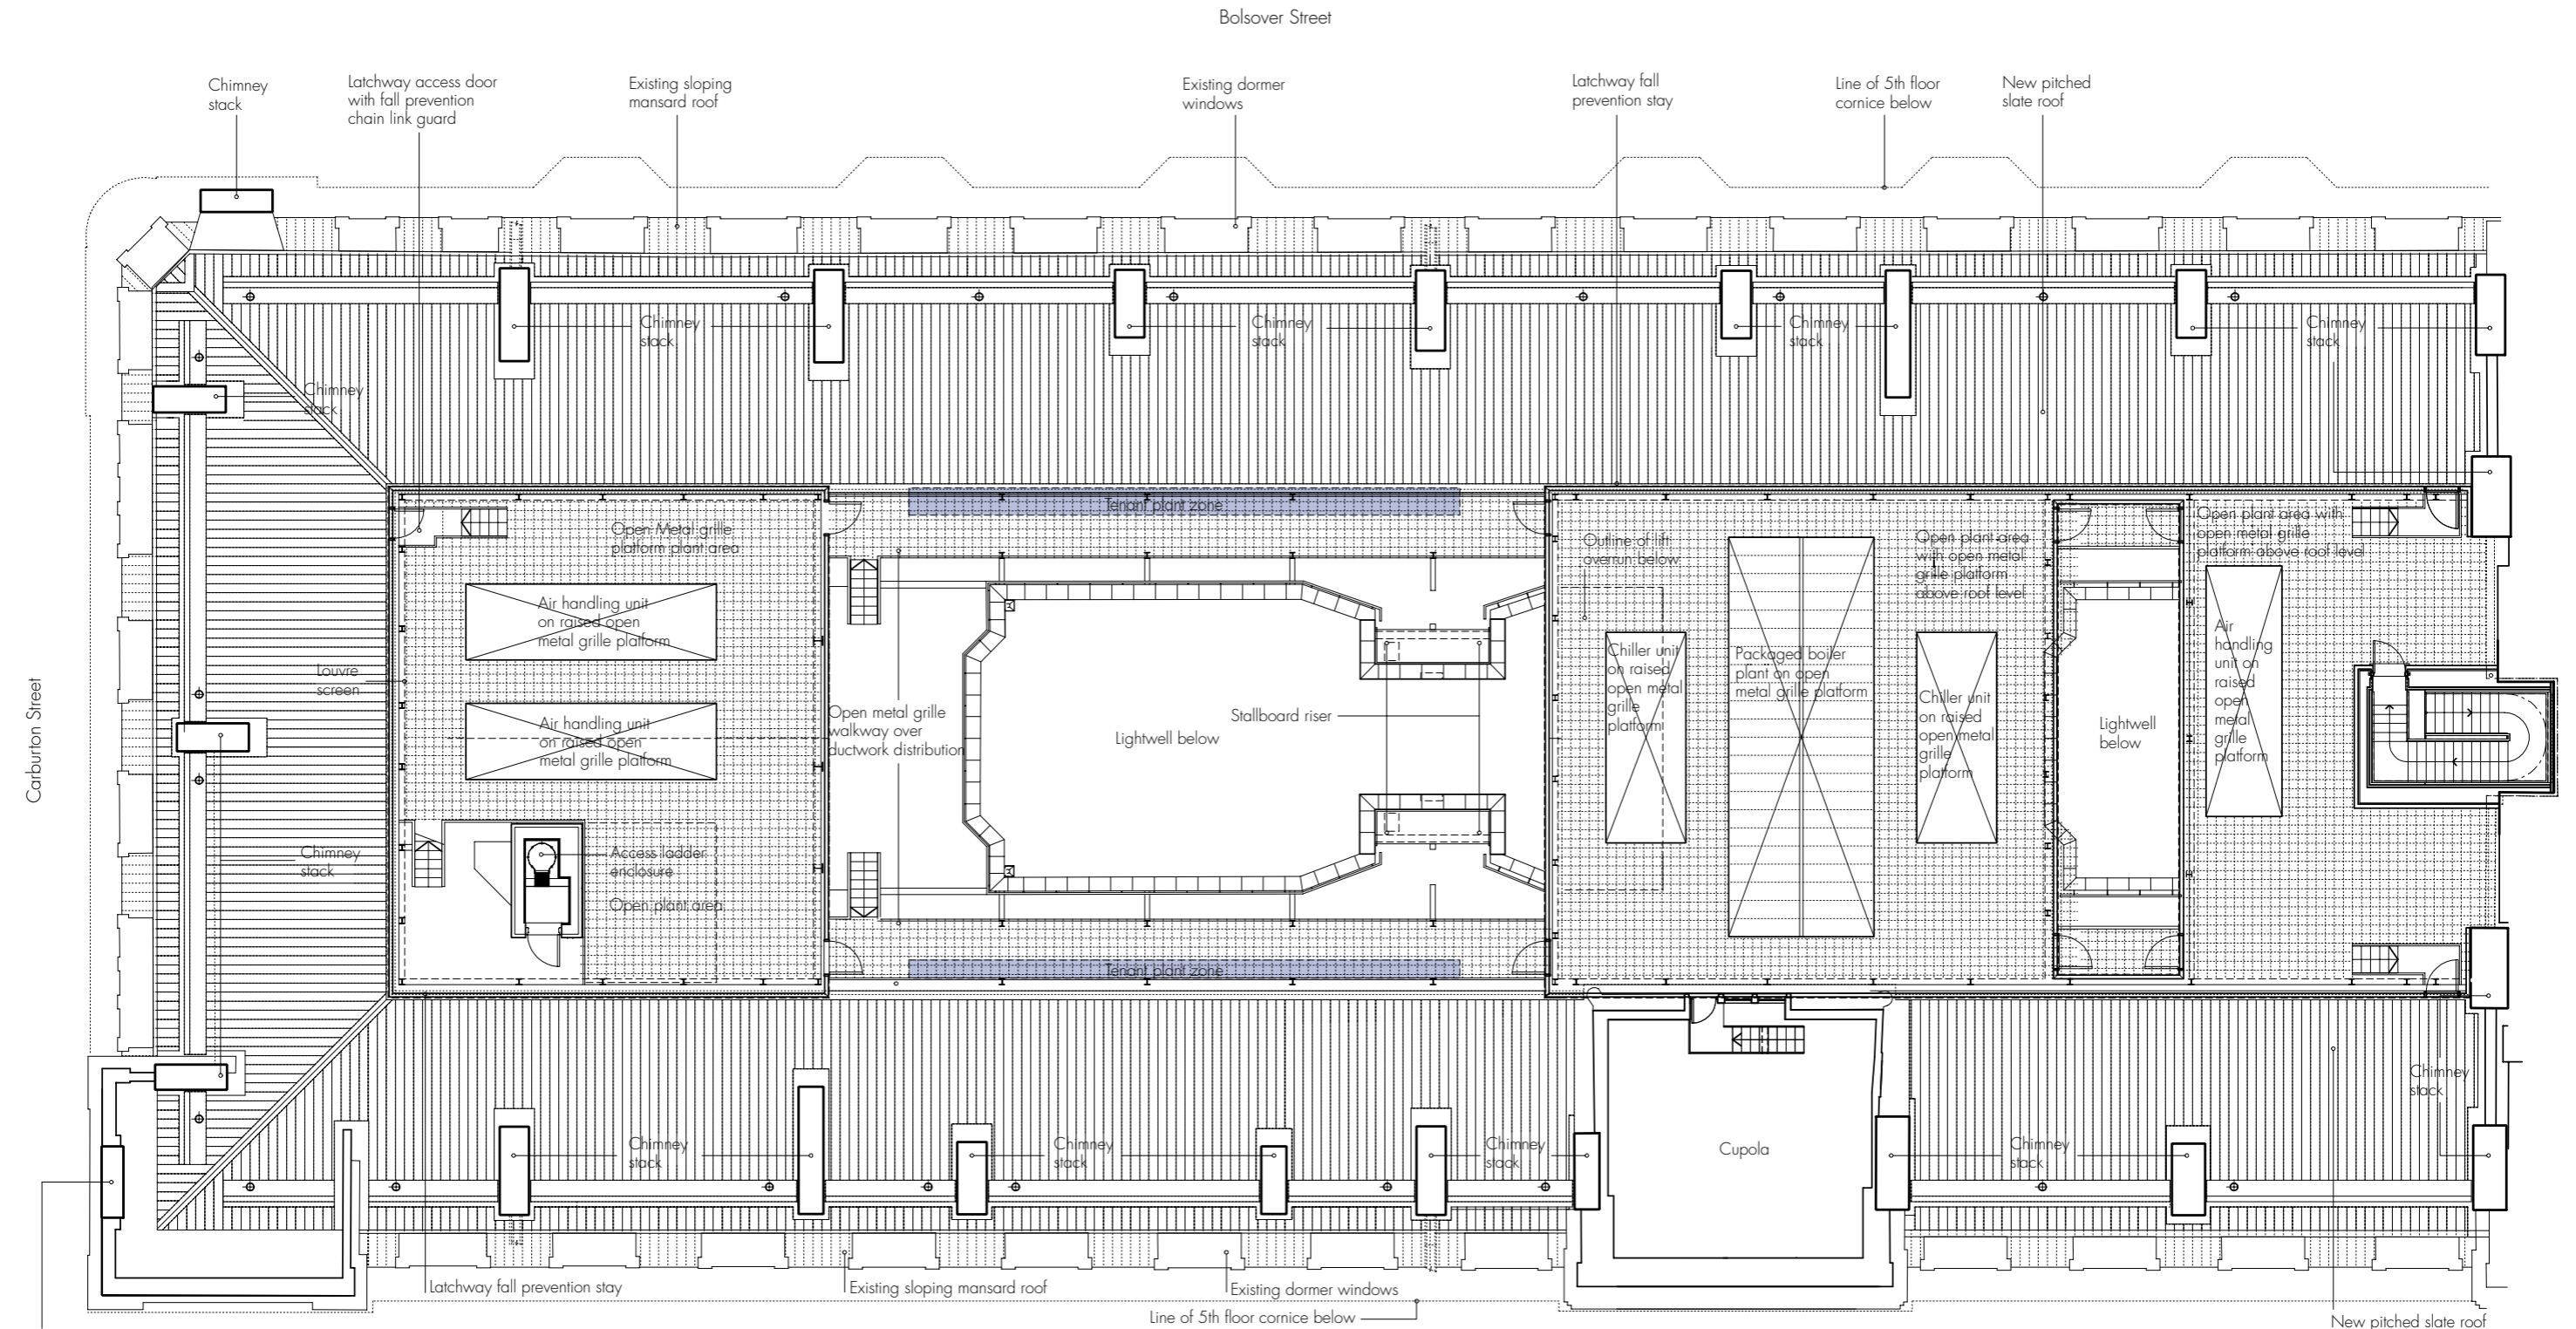 Bolsover Street
Chimney
stack
Latchway access door
with fall prevention
chain link guard
Existing sloping
mansard roof
Existing dormer
windows
Latchway fall
prevention stay
Line of 5th floor
cornice below
New pitched
slate roof
Chimney
stack
Chimney
stack
Chimney
stack
Chimney
stack
Chimney
stack
Tenant plant zone
Open Metal grille
platform plant area
Outline of lift
overrun below
Open plant area
with open metal
grille platform
above roof level
Open plant area with
open metal grille
platform above roof level
Air handling unit
on raised open
metal grille platform
Louvre
screen
Air handling unit
on raised open
metal grille platform
Open metal grille
walkway over
ductwork distribution
Lightwell below
Stallboard riser
Chiller unit
on raised
open metal
grille
platform
Packaged boiler
plant on open
metal grille platform
Chiller unit
on raised
open metal
grille
platform
Lightwell
below
Air
handling
unit on
raised
open
metal
grille
platform
Carburton Street
Chimney
stack
Access ladder
enclosure
Open plant area
Tenant plant zone
Chimney
stack
Chimney
stack
Chimney
stack
Chimney
stack
Cupola
Chimney
stack
Latchway fall prevention stay
Existing sloping mansard roof
Existing dormer windows
Line of 5th floor cornice below
New pitched slate roof